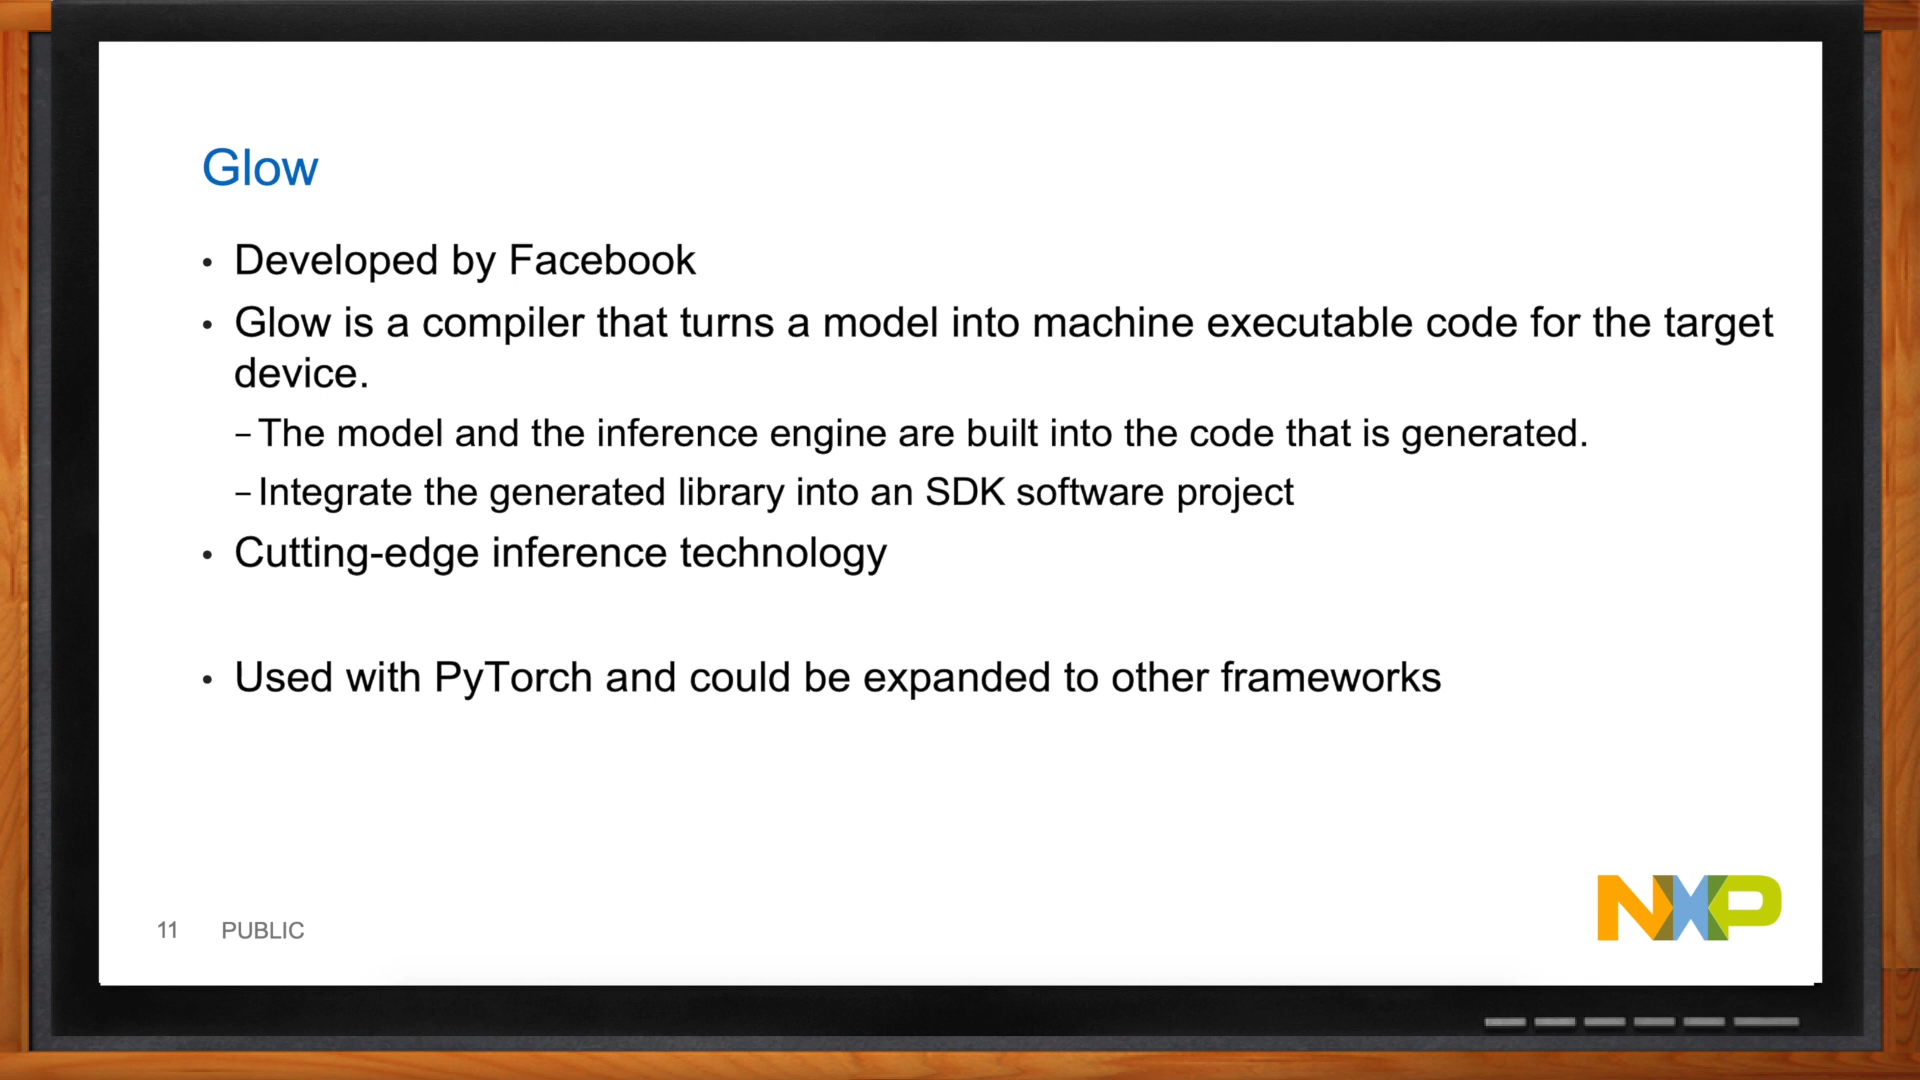 Glow
• Developed by Facebook
• Glow is a compiler that turns a model into machine executable code for the target
device.
– The model and the inference engine are built into the code that is generated.
– Integrate the generated library into an SDK software project
• Cutting-edge inference technology
• Used with PyTorch and could be expanded to other frameworks
NXP
11 PUBLIC